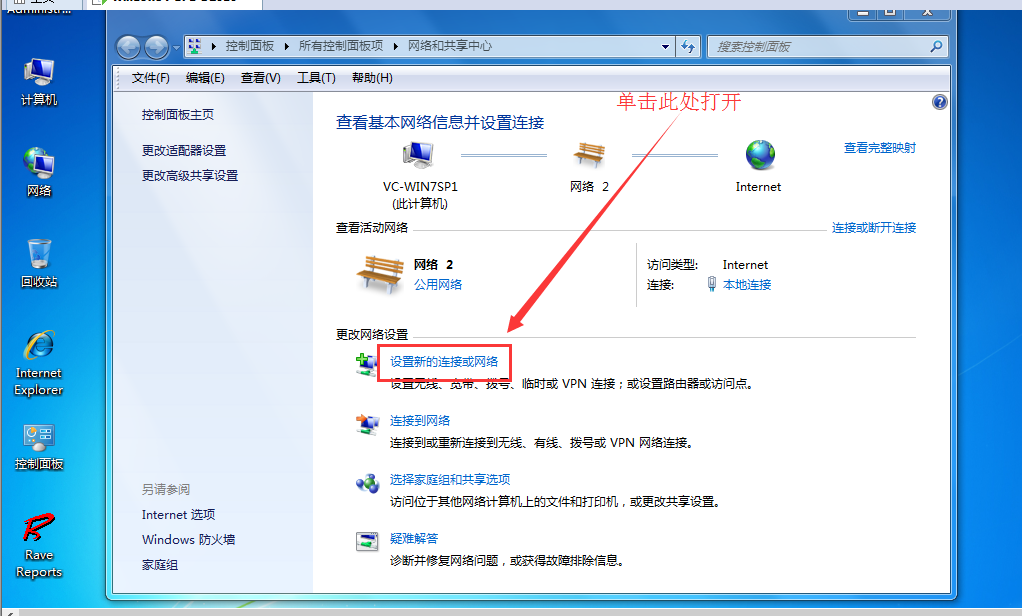 Administr...
计算机
网络
回收站
Internet
Explorer
控制面板
Rave
Reports
控制面板
所有控制面板项
网络和共享中心
搜索控制面板
文件(F)
编辑(E)
查看(V)
工具(T)
帮助(H)
控制面板主页
更改适配器设置
更改高级共享设置
另请参阅
Internet 选项
Windows 防火墙
家庭组
单击此处打开
查看基本网络信息并设置连接
VC-WIN7SP1
(此计算机)
网络 2
Internet
查看完整映射
查看活动网络
连接或断开连接
网络 2
公用网络
访问类型:
Internet
连接:
本地连接
更改网络设置
设置新的连接或网络
设置无线、宽带、拨号、临时或 VPN 连接；或设置路由器或访问点。
连接到网络
连接到或重新连接到无线、有线、拨号或 VPN 网络连接。
选择家庭组和共享选项
访问位于其他网络计算机上的文件和打印机，或更改共享设置。
疑难解答
诊断并修复网络问题，或获得故障排除信息。